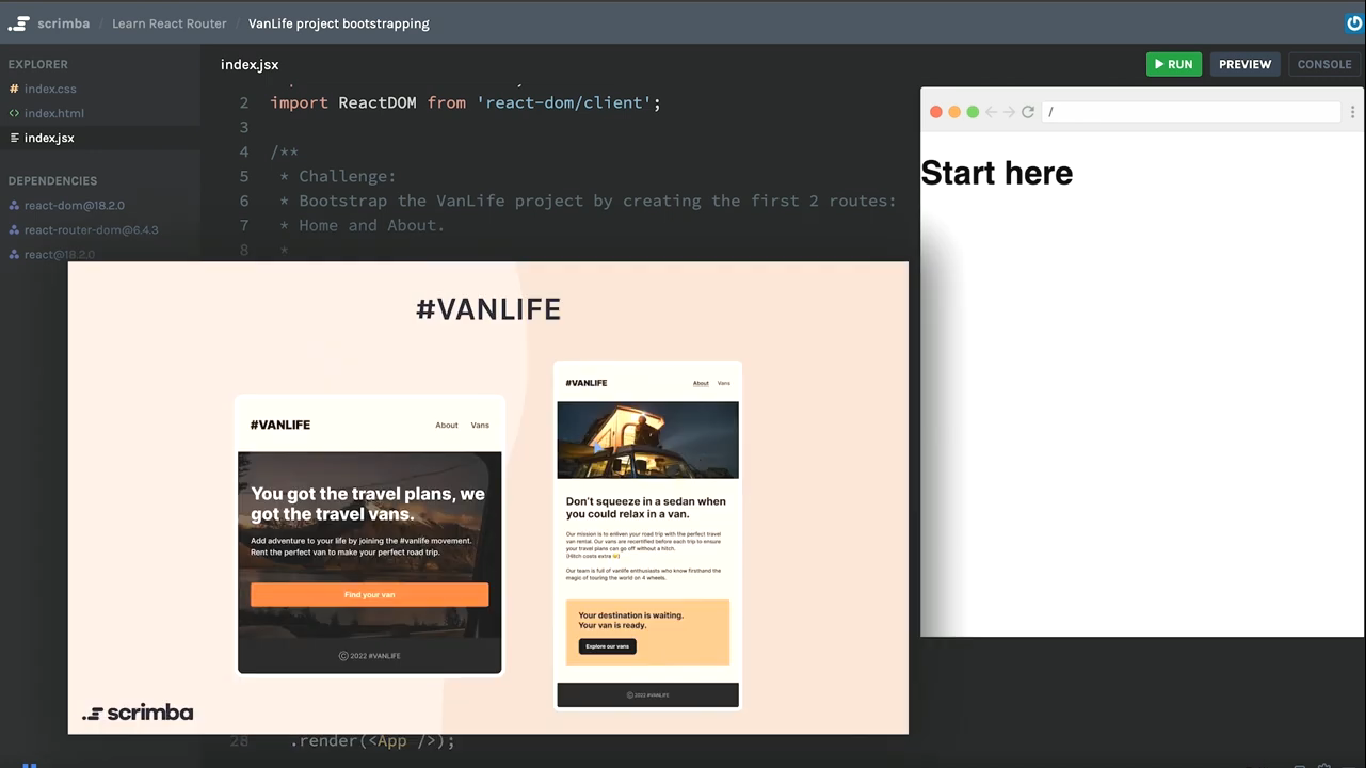 scrimba / Learn React Router / VanLife project bootstrapping
EXPLORER
# index.css
<> index.html
index.jsx
DEPENDENCIES
react-dom@18.2.0
react-router-dom@6.4.3
react@18.2.0
index.jsx
RUN
PREVIEW
CONSOLE
2 import ReactDOM from 'react-dom/client';
3
4 /**
5 * Challenge:
6 * Bootstrap the VanLife project by creating the first 2 routes:
7 * Home and About.
8 *
28 .render(<App />);
/
Start here
#VANLIFE
#VANLIFE
About Vans
You got the travel plans, we
got the travel vans.
Add adventure to your life by joining the #vanlife movement.
Rent the perfect van to make your perfect road trip.
Find your van
© 2022 #VANLIFE
#VANLIFE
About Vans
Don't squeeze in a sedan when
you could relax in a van.
Our mission is to enliven your road trip with the perfect travel
van rental. Our vans are recertified before each trip to ensure
your travel plans can go off without a hitch.
(Hitch costs extra 😉)
Our team is full of vanlife enthusiasts who know firsthand the
magic of touring the world on 4 wheels.
Your destination is waiting.
Your van is ready.
Explore our vans
© 2022 #VANLIFE
scrimba